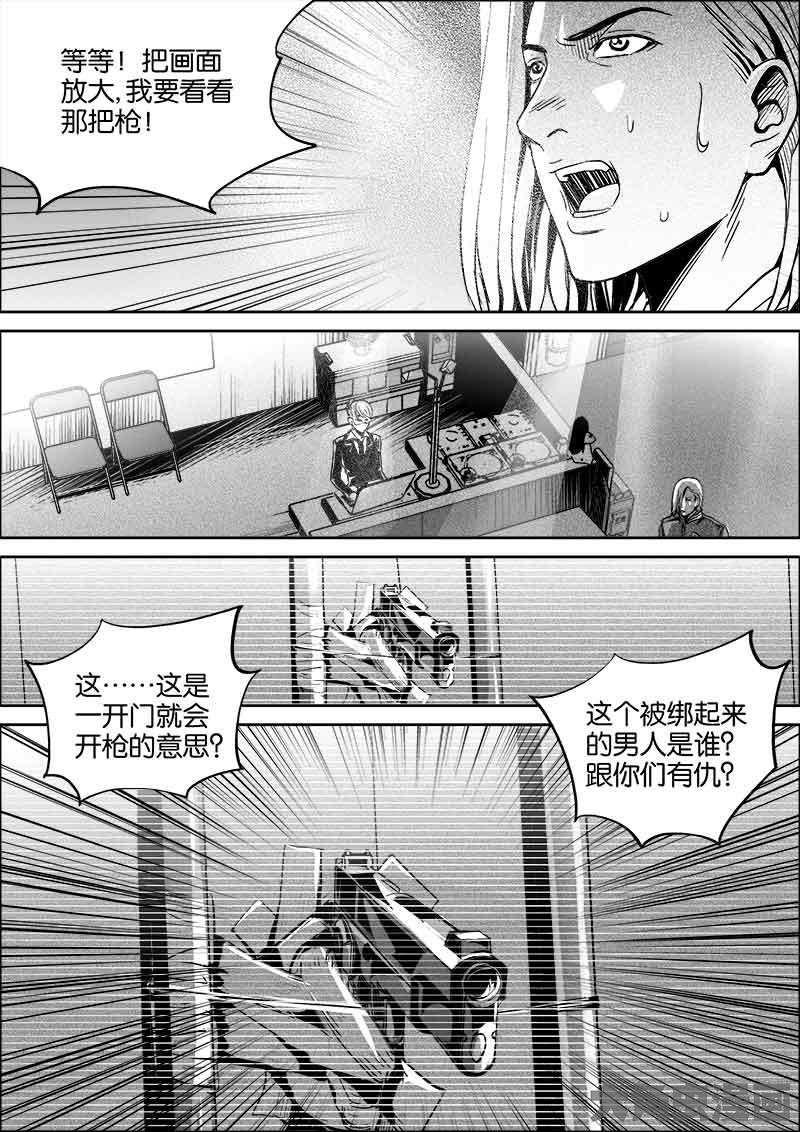 等等！把画面
放大，我要看看
那把枪！
这……这是
一开门就会
开枪的意思？
这个被绑起来
的男人是谁？
跟你们有仇？